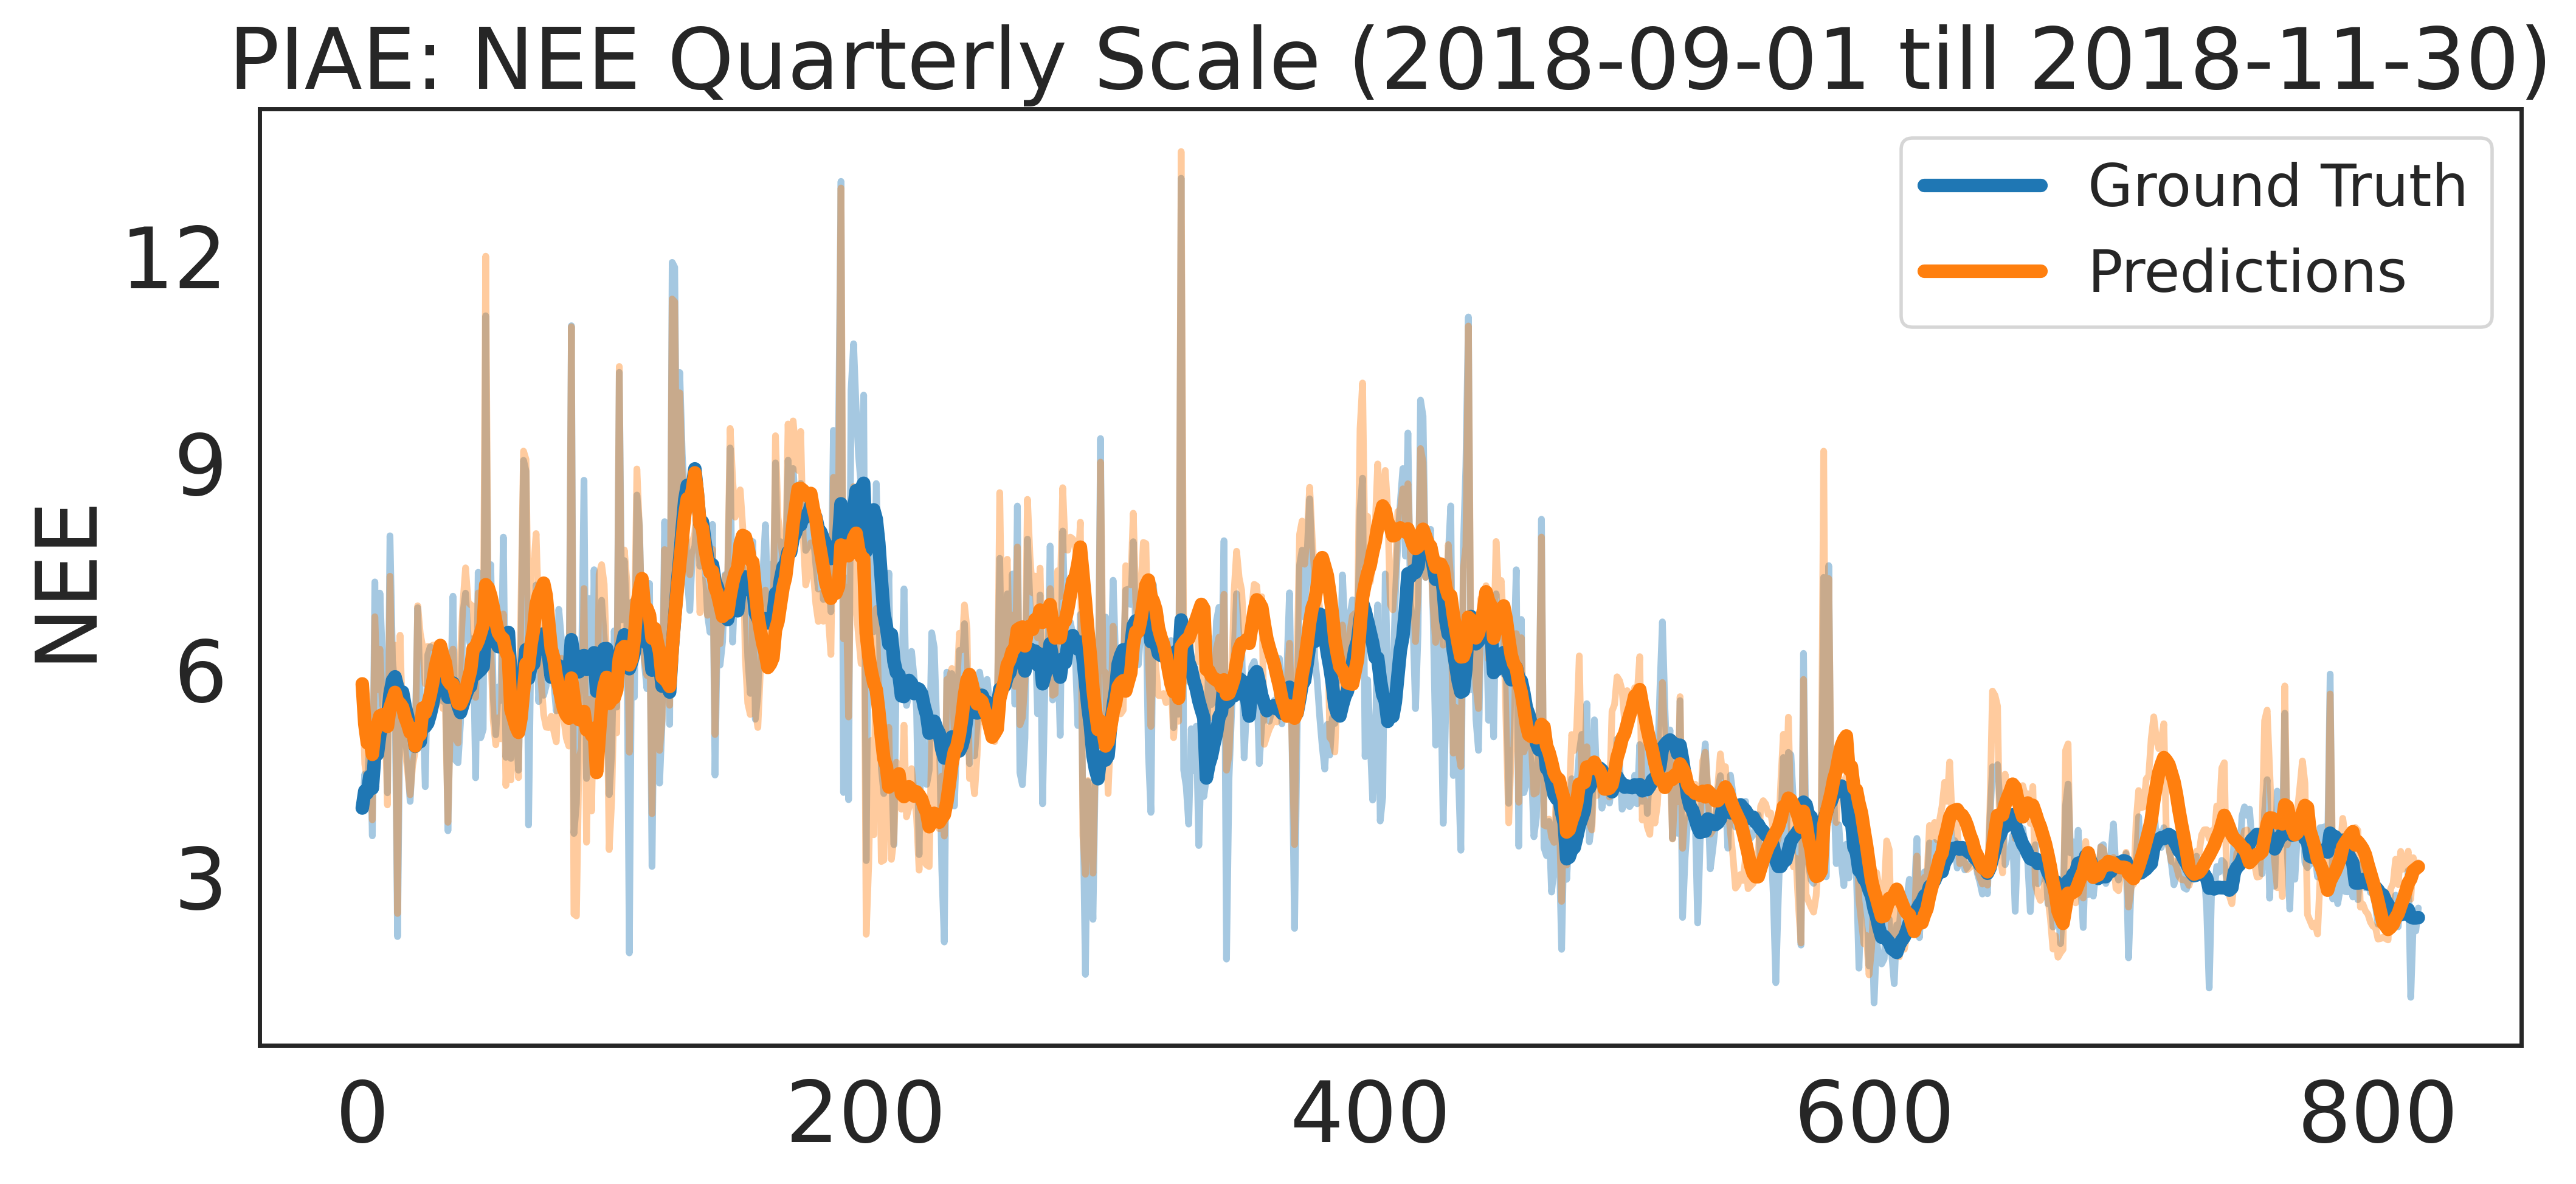 PIAE: NEE Quarterly Scale (2018-09-01 till 2018-11-30)
Ground Truth
Predictions
NEE
12
9
6
3
0 200 400 600 800